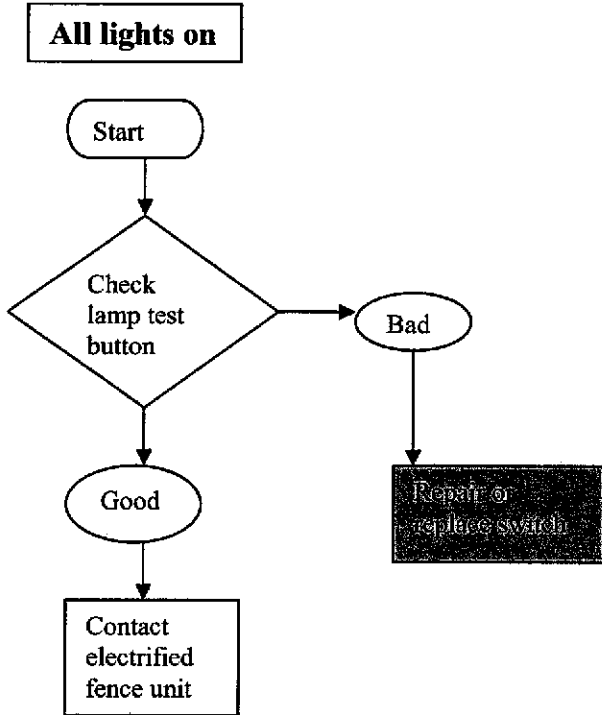 All lights on
Start
Check
lamp test
button
Bad
Good
Repair or
replace switch
Contact
electrified
fence unit